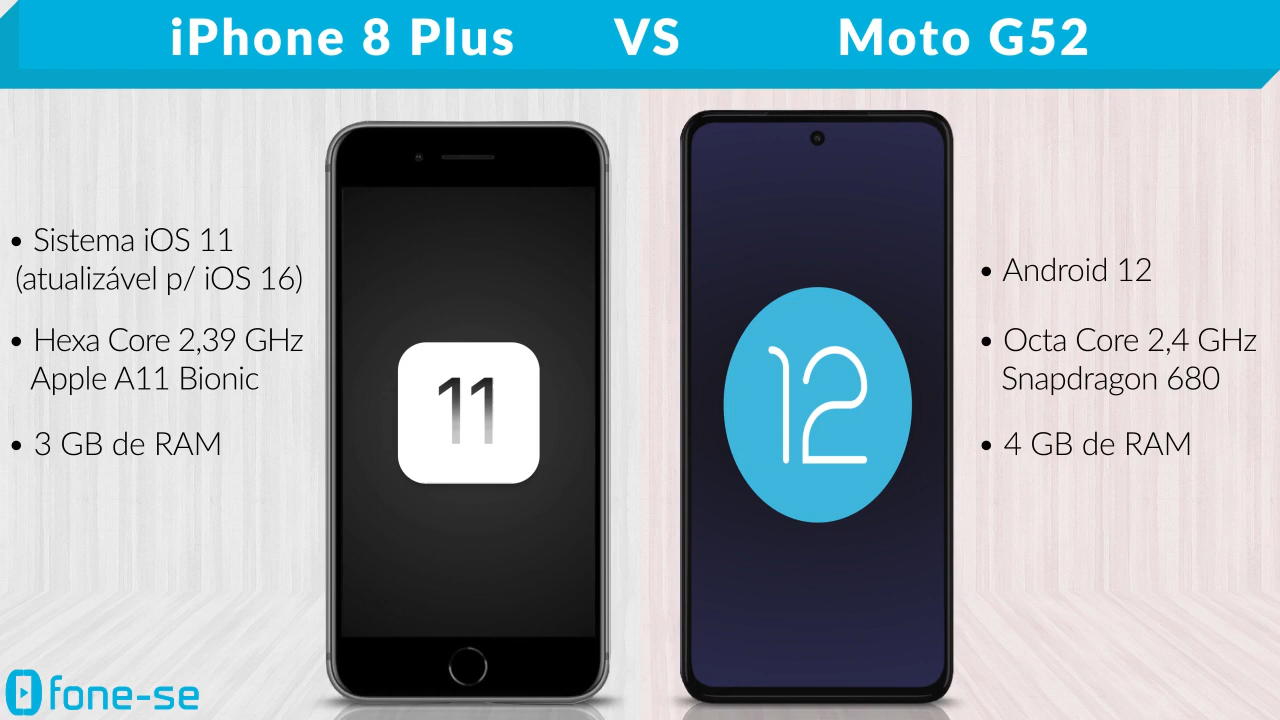 iPhone 8 Plus VS Moto G52
• Sistema iOS 11
(atualizável p/ iOS 16)
• Hexa Core 2,39 GHz
Apple A11 Bionic
• 3 GB de RAM
11
12
• Android 12
• Octa Core 2,4 GHz
Snapdragon 680
• 4 GB de RAM
fone-se